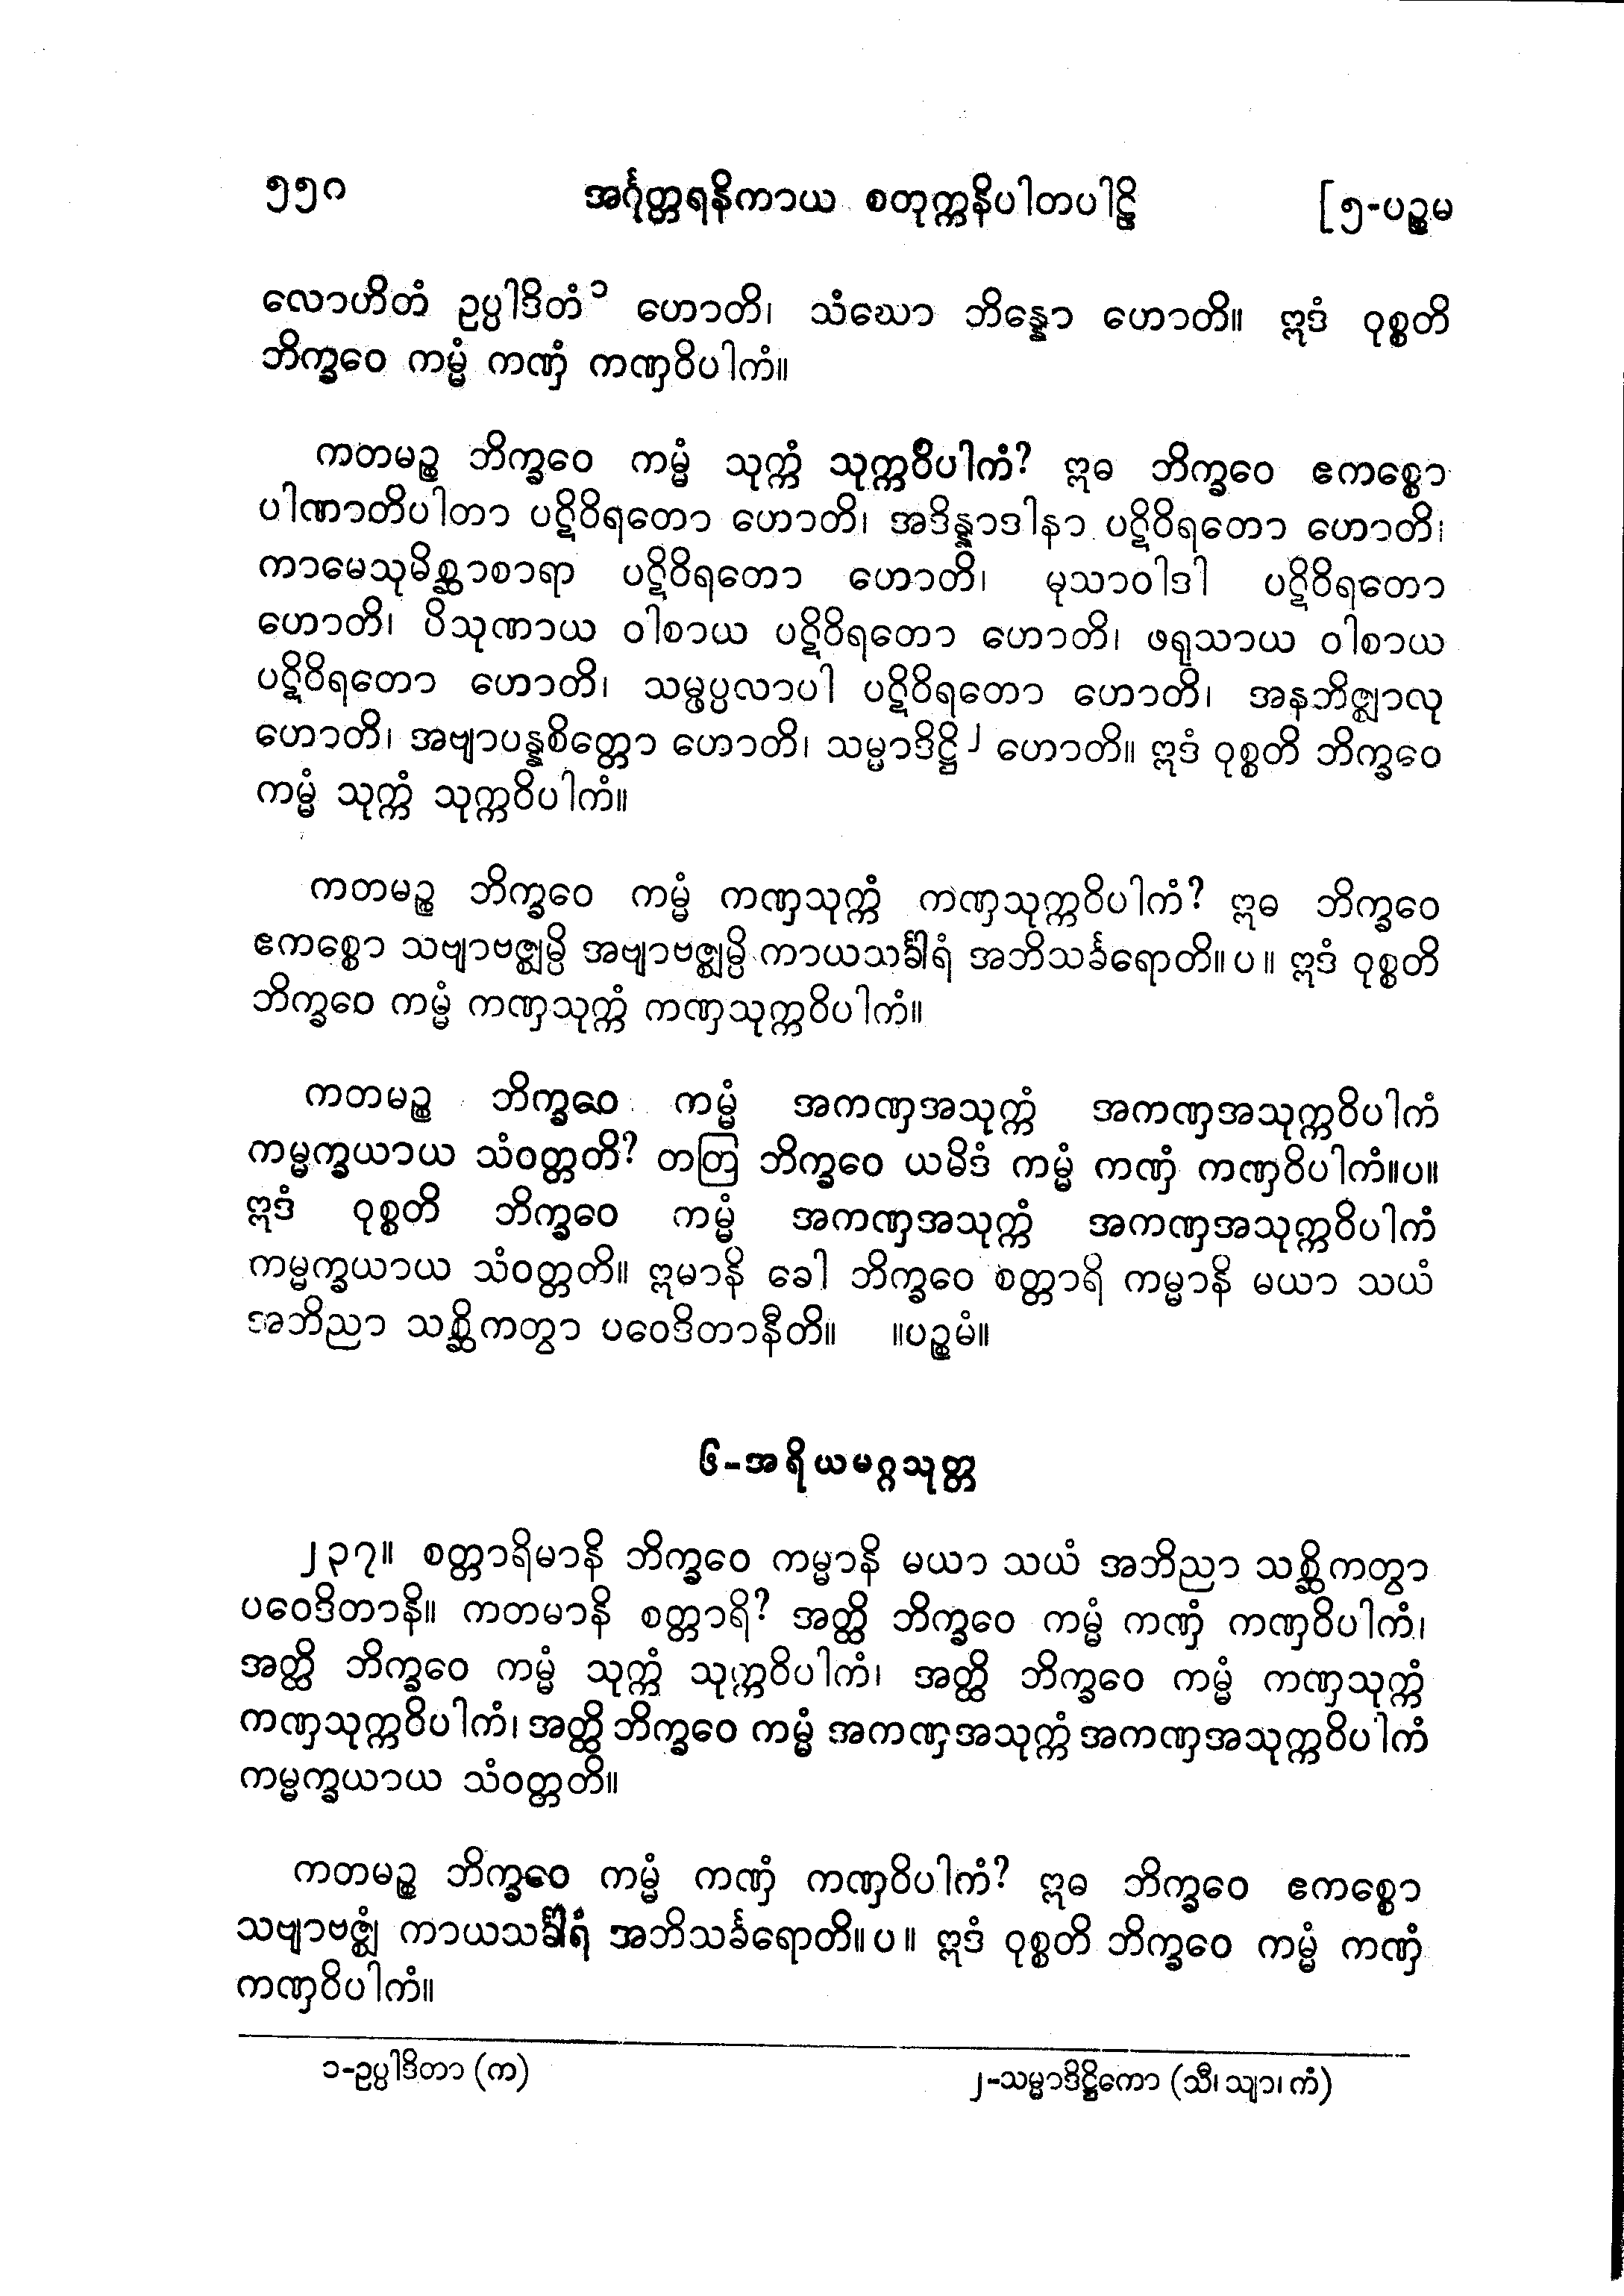 ၅၅၀ အင်္ဂုတ္တရနိကာယ စတုက္ကနိပါတပါဠိ [၅-ပဉ္စမ
လောဟိတံ ဥပ္ပါဒိတံ^၁ ဟောတိ၊ သံဃော ဘိန္နော ဟောတိ။ ဣဒံ ဝုစ္စတိ
ဘိက္ခဝေ ကမ္မံ ကဏှံ ကဏှဝိပါကံ။
ကတမဉ္စ ဘိက္ခဝေ ကမ္မံ သုက္ကံ သုက္ကဝိပါကံ? ဣဓ ဘိက္ခဝေ ဧကစ္စော
ပါဏာတိပါတာ ပဋိဝိရတော ဟောတိ၊ အဒိန္နာဒါနာ ပဋိဝိရတော ဟောတိ၊
ကာမေသုမိစ္ဆာစာရာ ပဋိဝိရတော ဟောတိ၊ မုသာဝါဒါ ပဋိဝိရတော
ဟောတိ၊ ပိသုဏာယ ဝါစာယ ပဋိဝိရတော ဟောတိ၊ ဖရုသာယ ဝါစာယ
ပဋိဝိရတော ဟောတိ၊ သမ္ဖပ္ပလာပါ ပဋိဝိရတော ဟောတိ၊ အနဘိဇ္ဈာလု
ဟောတိ၊ အဗျာပန္နစိတ္တော ဟောတိ၊ သမ္မာဒိဋ္ဌိ^၂ ဟောတိ။ ဣဒံ ဝုစ္စတိ ဘိက္ခဝေ
ကမ္မံ သုက္ကံ သုက္ကဝိပါကံ။
ကတမဉ္စ ဘိက္ခဝေ ကမ္မံ ကဏှသုက္ကံ ကဏှသုက္ကဝိပါကံ? ဣဓ ဘိက္ခဝေ
ဧကစ္စော သဗျာဗဇ္ဈမ္ပိ အဗျာဗဇ္ဈမ္ပိ ကာယသင်္ခါရံ အဘိသင်္ခရောတိ။ ပ ။ ဣဒံ ဝုစ္စတိ
ဘိက္ခဝေ ကမ္မံ ကဏှသုက္ကံ ကဏှသုက္ကဝိပါကံ။
ကတမဉ္စ ဘိက္ခဝေ ကမ္မံ အကဏှအသုက္ကံ အကဏှအသုက္ကဝိပါကံ
ကမ္မက္ခယာယ သံဝတ္တတိ? တတြ ဘိက္ခဝေ ယမိဒံ ကမ္မံ ကဏှံ ကဏှဝိပါကံ။ပ။
ဣဒံ ဝုစ္စတိ ဘိက္ခဝေ ကမ္မံ အကဏှအသုက္ကံ အကဏှအသုက္ကဝိပါကံ
ကမ္မက္ခယာယ သံဝတ္တတိ။ ဣမာနိ ခေါ ဘိက္ခဝေ စတ္တာရိ ကမ္မာနိ မယာ သယံ
အဘိညာ သစ္ဆိကတွာ ပဝေဒိတာနီတိ။ ။ပဉ္စမံ။
၆-အရိယမဂ္ဂသုတ္တ
၂၃၇။ စတ္တာရိမာနိ ဘိက္ခဝေ ကမ္မာနိ မယာ သယံ အဘိညာ သစ္ဆိကတွာ
ပဝေဒိတာနိ။ ကတမာနိ စတ္တာရိ? အတ္ထိ ဘိက္ခဝေ ကမ္မံ ကဏှံ ကဏှဝိပါကံ၊
အတ္ထိ ဘိက္ခဝေ ကမ္မံ သုက္ကံ သုက္ကဝိပါကံ၊ အတ္ထိ ဘိက္ခဝေ ကမ္မံ ကဏှသုက္ကံ
ကဏှသုက္ကဝိပါကံ၊ အတ္ထိ ဘိက္ခဝေ ကမ္မံ အကဏှအသုက္ကံ အကဏှအသုက္ကဝိပါကံ
ကမ္မက္ခယာယ သံဝတ္တတိ။
ကတမဉ္စ ဘိက္ခဝေ ကမ္မံ ကဏှံ ကဏှဝိပါကံ? ဣဓ ဘိက္ခဝေ ဧကစ္စော
သဗျာဗဇ္ဈံ ကာယသင်္ခါရံ အဘိသင်္ခရောတိ။ ပ ။ ဣဒံ ဝုစ္စတိ ဘိက္ခဝေ ကမ္မံ ကဏှံ
ကဏှဝိပါကံ။
၁-ဥပ္ပါဒိတာ (က) ၂-သမ္မာဒိဋ္ဌိကော (သီ၊ သျာ၊ ကံ)